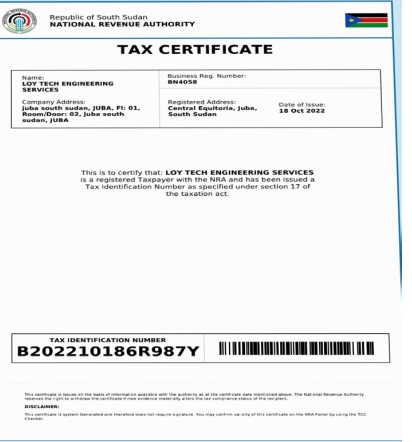 Republic of South Sudan
NATIONAL REVENUE AUTHORITY
TAX CERTIFICATE
Name:
LOY TECH ENGINEERING
SERVICES
Business Reg. Number:
BN4058
Company Address:
juba south sudan, JUBA, Fl: 01,
Room/Door: 02, juba south
sudan, JUBA
Registered Address:
Central Equitoria, Juba,
South Sudan
Date of Issue:
18 Oct 2022
This is to certify that: LOY TECH ENGINEERING SERVICES
is a registered Taxpayer with the NRA and has been issued a
Tax Identification Number as specified under section 17 of
the taxation act.
TAX IDENTIFICATION NUMBER
B202210186R987Y
This certificate is issued on the basis of information available with the authority as at the certificate date mentioned above. The National Revenue Authority
reserves the right to withdraw the certificate if new evidence materially alters the tax compliance status of the recipient.
DISCLAIMER:
This certificate is system Generated and therefore does not require signature. You may confirm validity of this certificate on the NRA Portal by using the TCC
Checker.